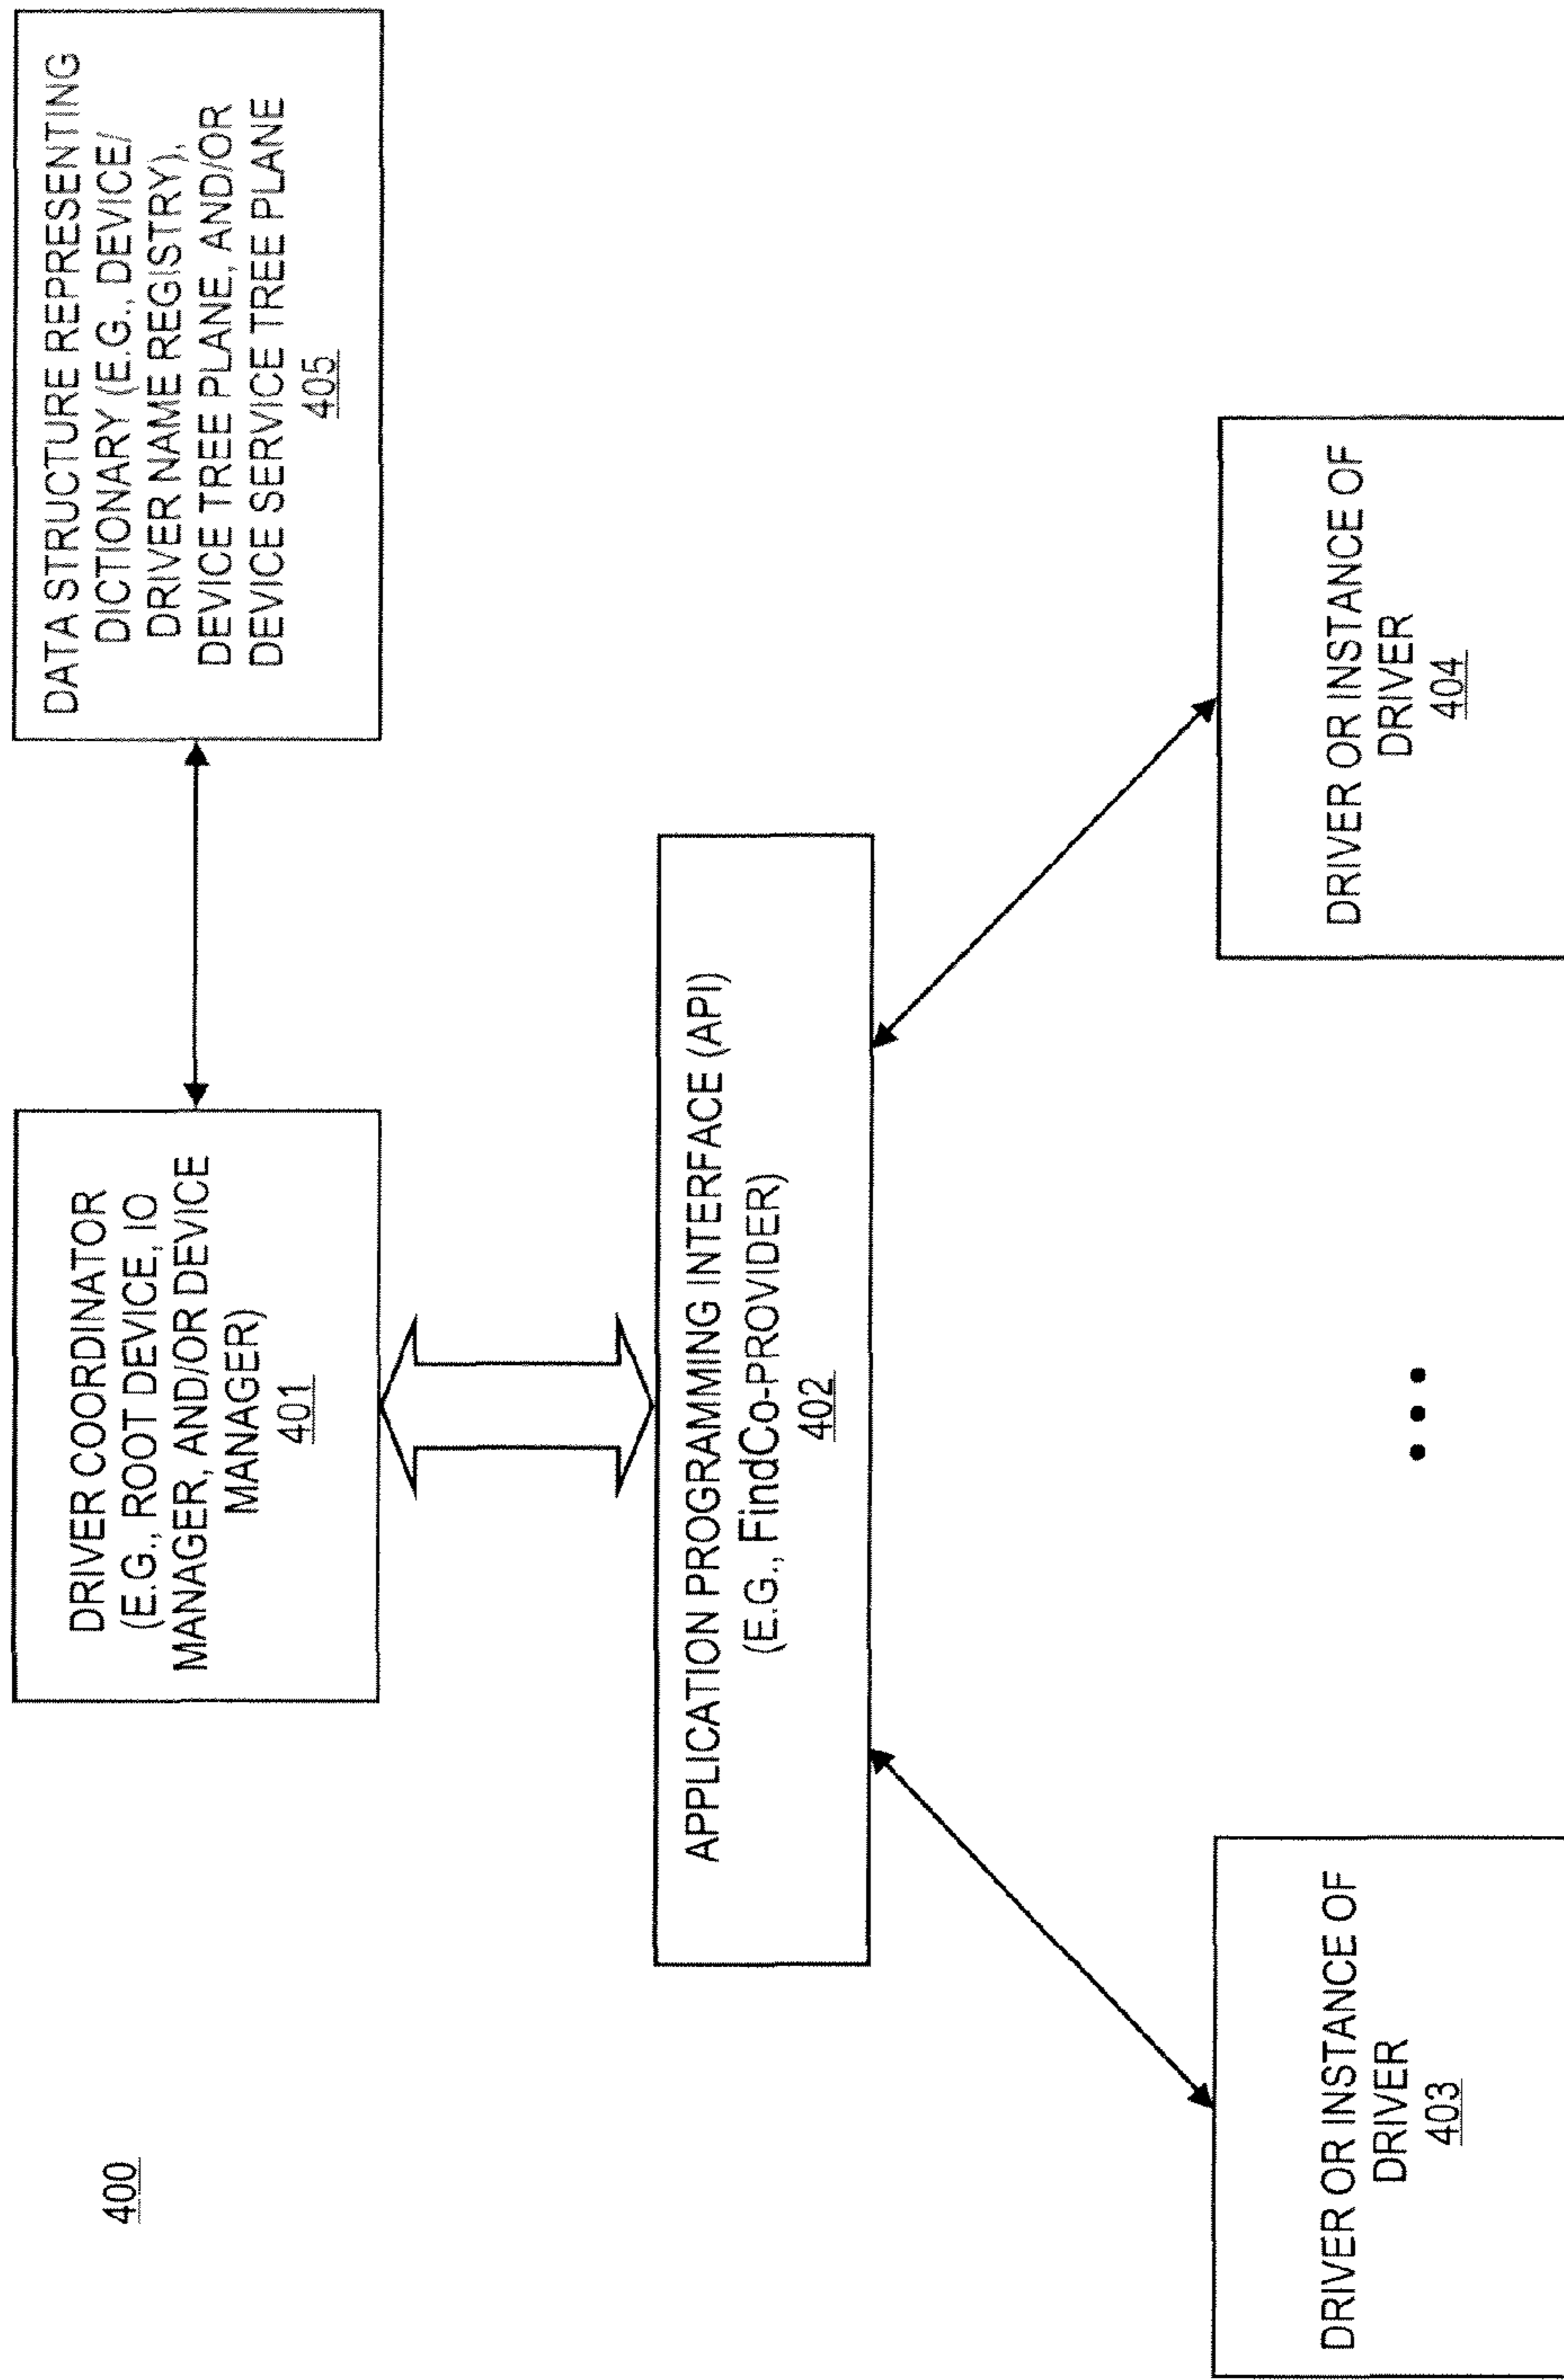 400
DRIVER COORDINATOR
(E.G., ROOT DEVICE, IO
MANAGER, AND/OR DEVICE
MANAGER)
401
DATA STRUCTURE REPRESENTING
DICTIONARY (E.G., DEVICE/
DRIVER NAME REGISTRY),
DEVICE TREE PLANE, AND/OR
DEVICE SERVICE TREE PLANE
405
APPLICATION PROGRAMMING INTERFACE (API)
(E.G., FindCo-PROVIDER)
402
DRIVER OR INSTANCE OF
DRIVER
403
• • •
DRIVER OR INSTANCE OF
DRIVER
404